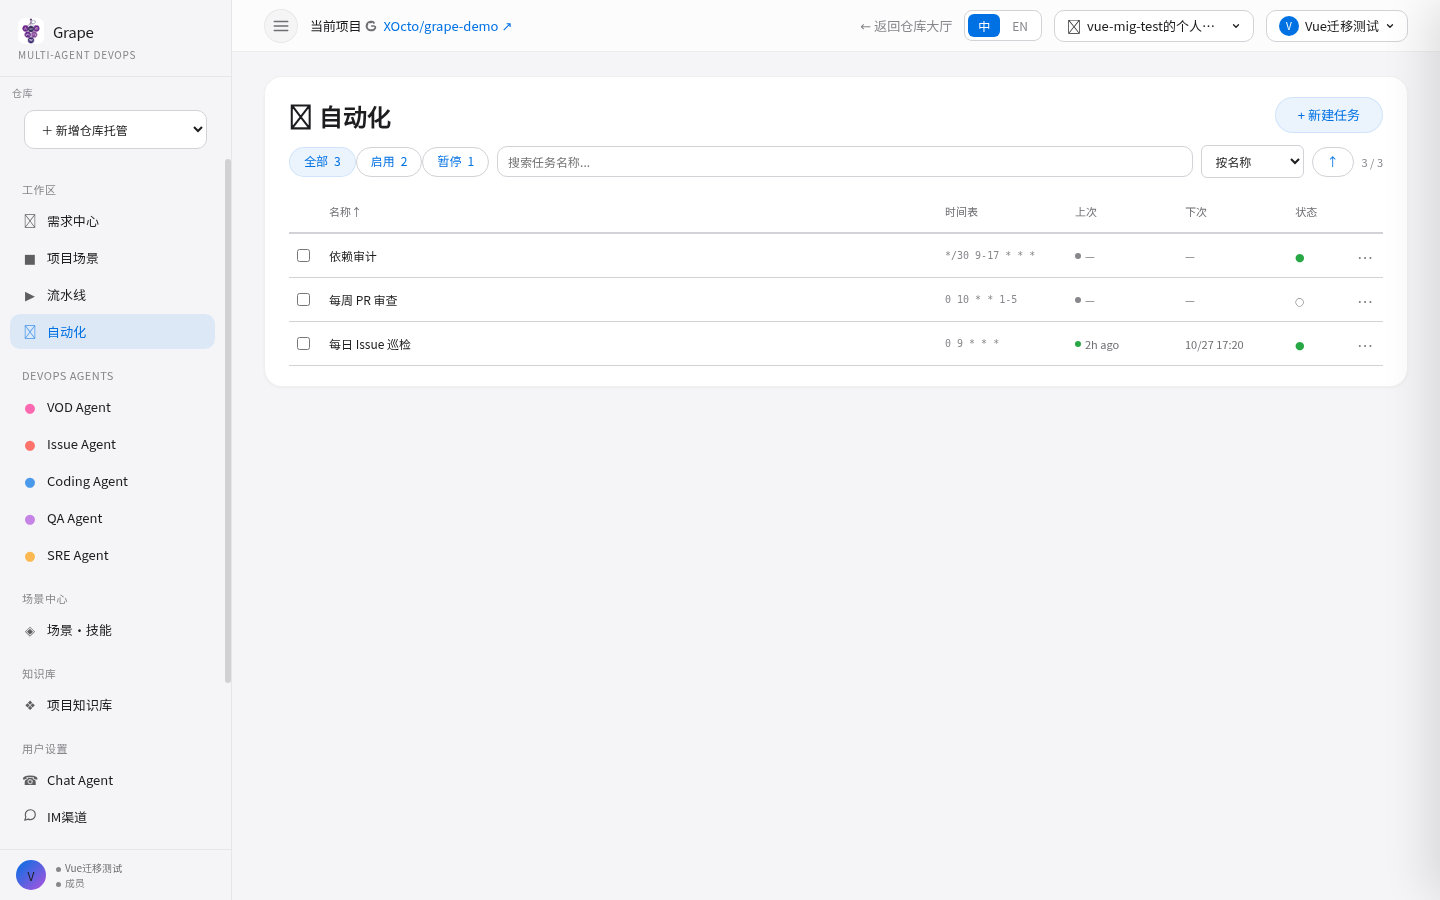 Grape
MULTI-AGENT DEVOPS
仓库
+ 新增仓库托管
工作区
需求中心
项目场景
流水线
自动化
DEVOPS AGENTS
VOD Agent
Issue Agent
Coding Agent
QA Agent
SRE Agent
场景中心
场景・技能
知识库
项目知识库
用户设置
Chat Agent
IM渠道
V
Vue迁移测试
成员
当前项目 XOcto/grape-demo ↗
← 返回仓库大厅
中 EN
vue-mig-test的个人…
V Vue迁移测试
自动化
+ 新建任务
全部 3 启用 2 暂停 1
搜索任务名称...
按名称
↑
3 / 3
名称↑ 时间表 上次 下次 状态
依赖审计 */30 9-17 * * * — — ...
每周 PR 审查 0 10 * * 1-5 — — ...
每日 Issue 巡检 0 9 * * * 2h ago 10/27 17:20 ...